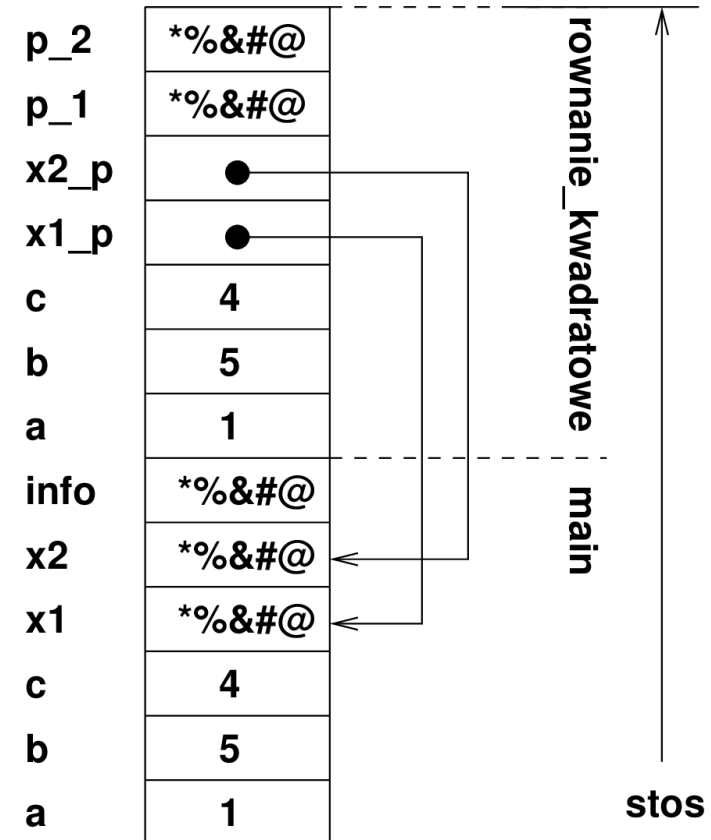 p_2 *%&#@
p_1 *%&#@
x2_p
x1_p
c 4
b 5
a 1
rownanie_kwadratowe
info *%&#@
x2 *%&#@
x1 *%&#@
c 4
b 5
a 1
main
stos